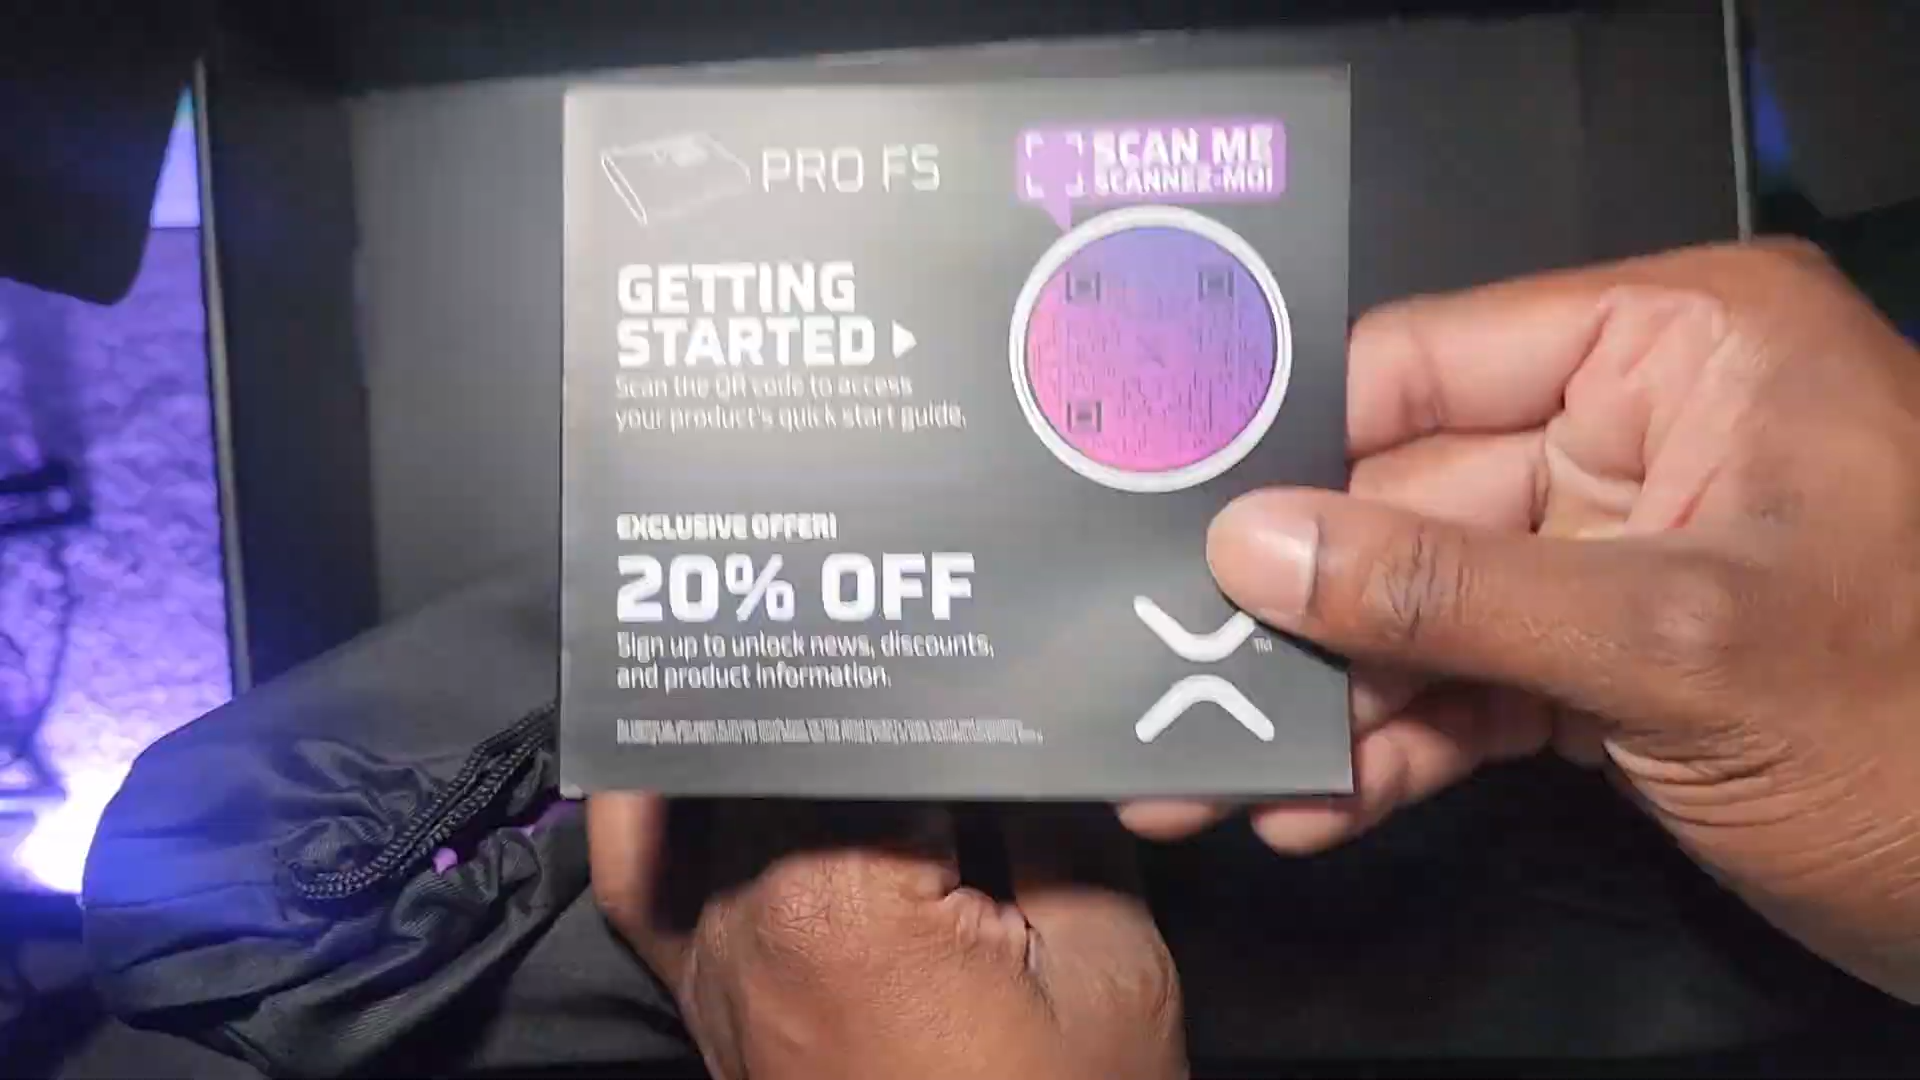 PRO FS
SCAN ME
SCANNEZ-MOI
GETTING
STARTED
Scan the QR code to access
your product's quick start guide.
EXCLUSIVE OFFER!
20% OFF
Sign up to unlock news, discounts,
and product information.
TM